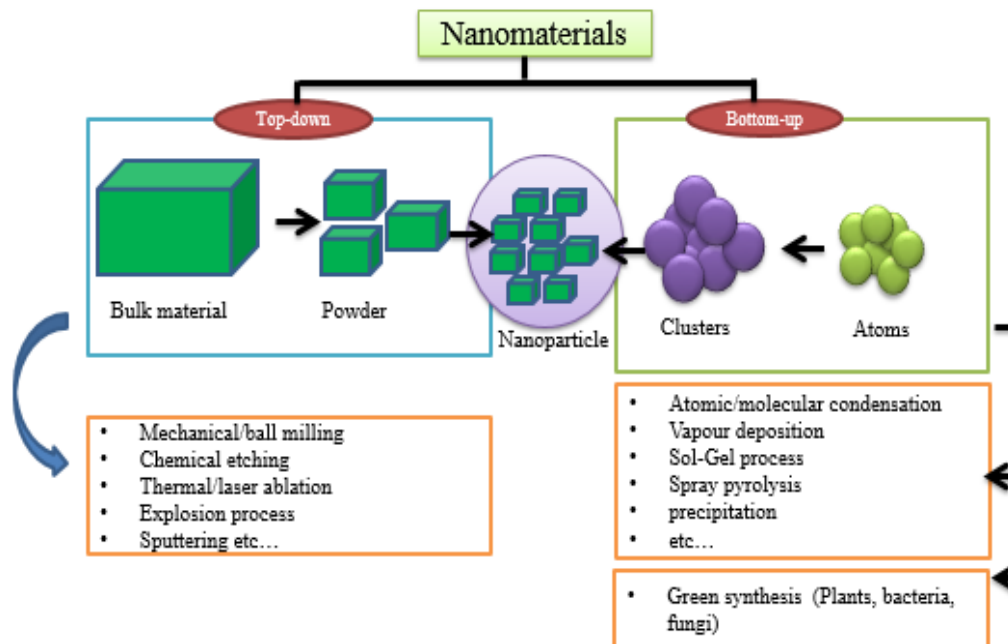 Nanomaterials
Top-down
Bottom-up
Bulk material
Powder
Nanoparticle
Clusters
Atoms
• Mechanical/ball milling
• Chemical etching
• Thermal/laser ablation
• Explosion process
• Sputtering etc…
• Atomic/molecular condensation
• Vapour deposition
• Sol-Gel process
• Spray pyrolysis
• precipitation
• etc…
• Green synthesis (Plants, bacteria,
fungi)